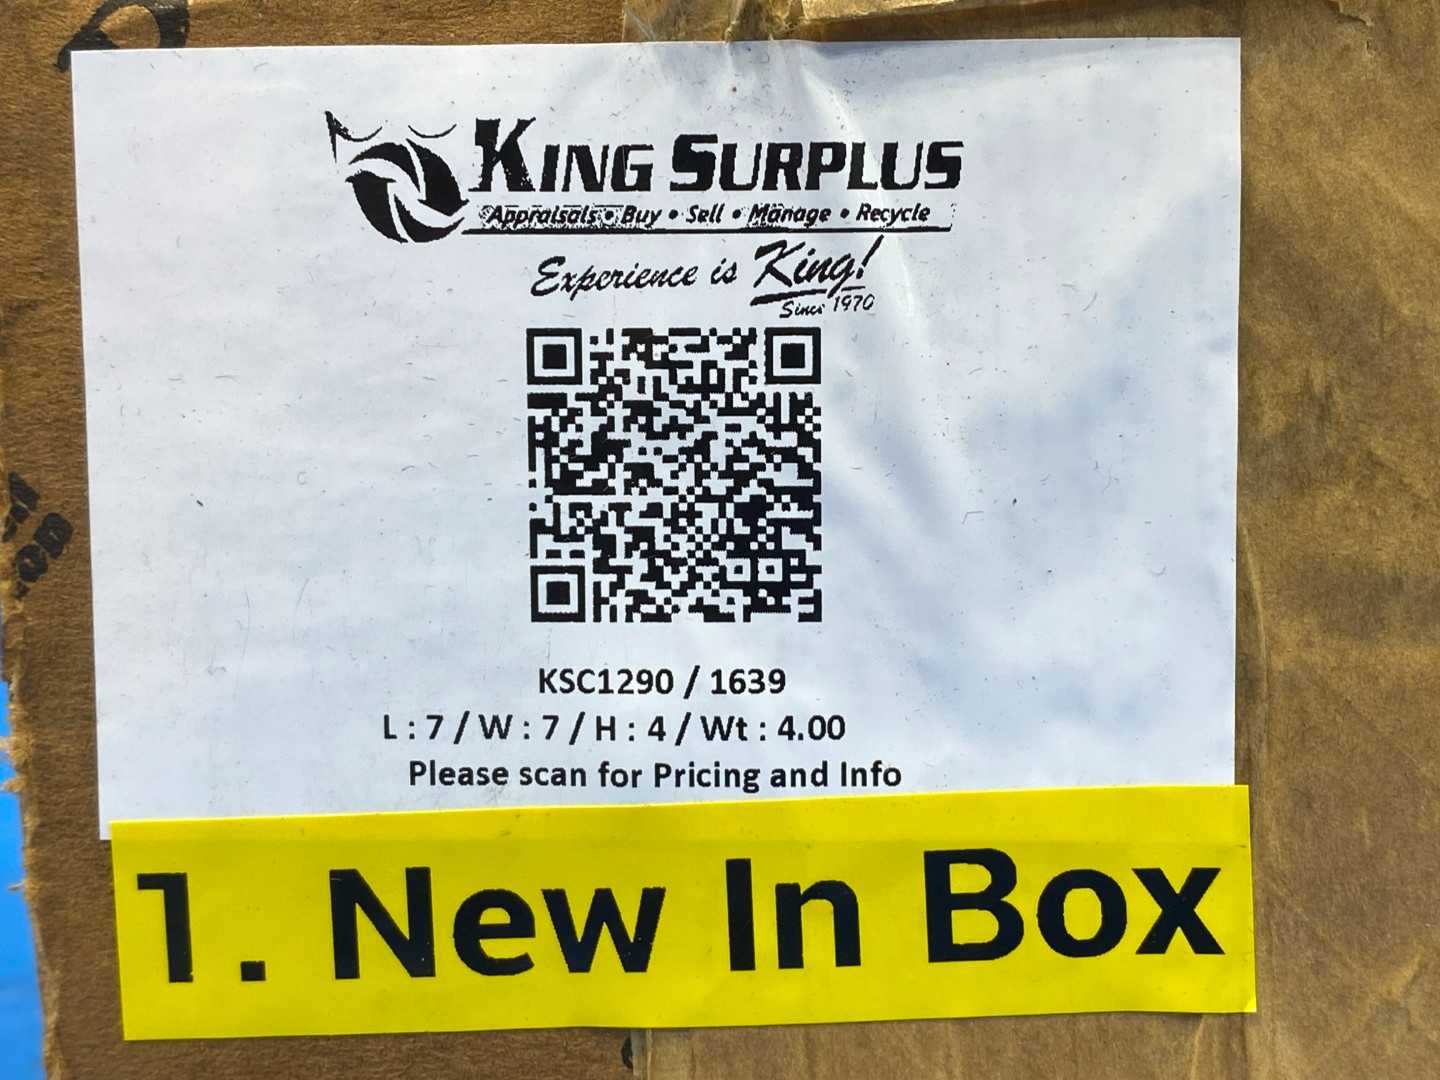 KING SURPLUS
Appraisals • Buy • Sell • Manage • Recycle
Experience is King!
Since 1970
KSC1290 / 1639
L : 7 / W : 7 / H : 4 / Wt : 4.00
Please scan for Pricing and Info
1. New In Box